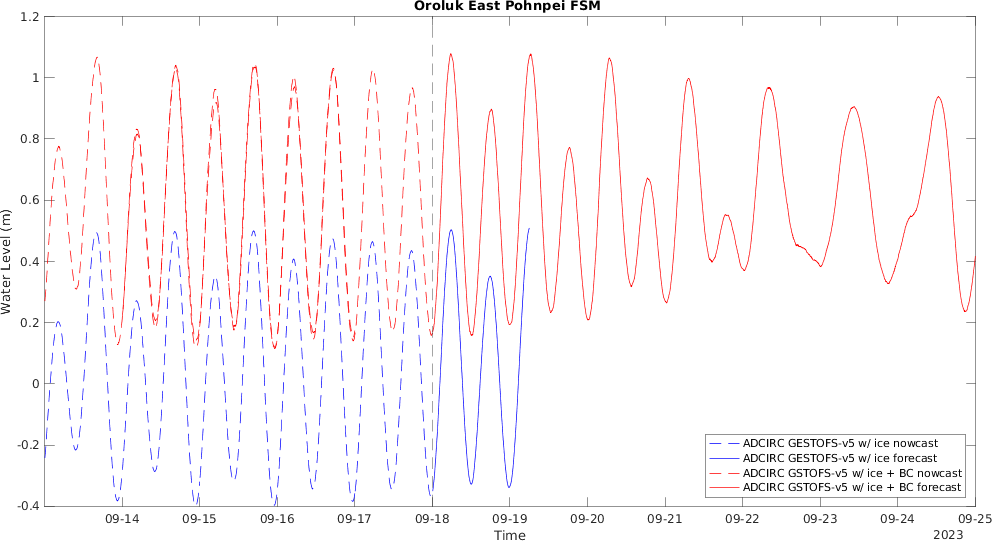 Oroluk East Pohnpei FSM
1.2
1
0.8
0.6
0.4
0.2
0
-0.2
-0.4
Water Level (m)
ADCIRC GESTOFS-v5 w/ ice nowcast
ADCIRC GESTOFS-v5 w/ ice forecast
ADCIRC GSTOFS-v5 w/ ice + BC nowcast
ADCIRC GSTOFS-v5 w/ ice + BC forecast
09-14 09-15 09-16 09-17 09-18 09-19 09-20 09-21 09-22 09-23 09-24 09-25
Time
2023